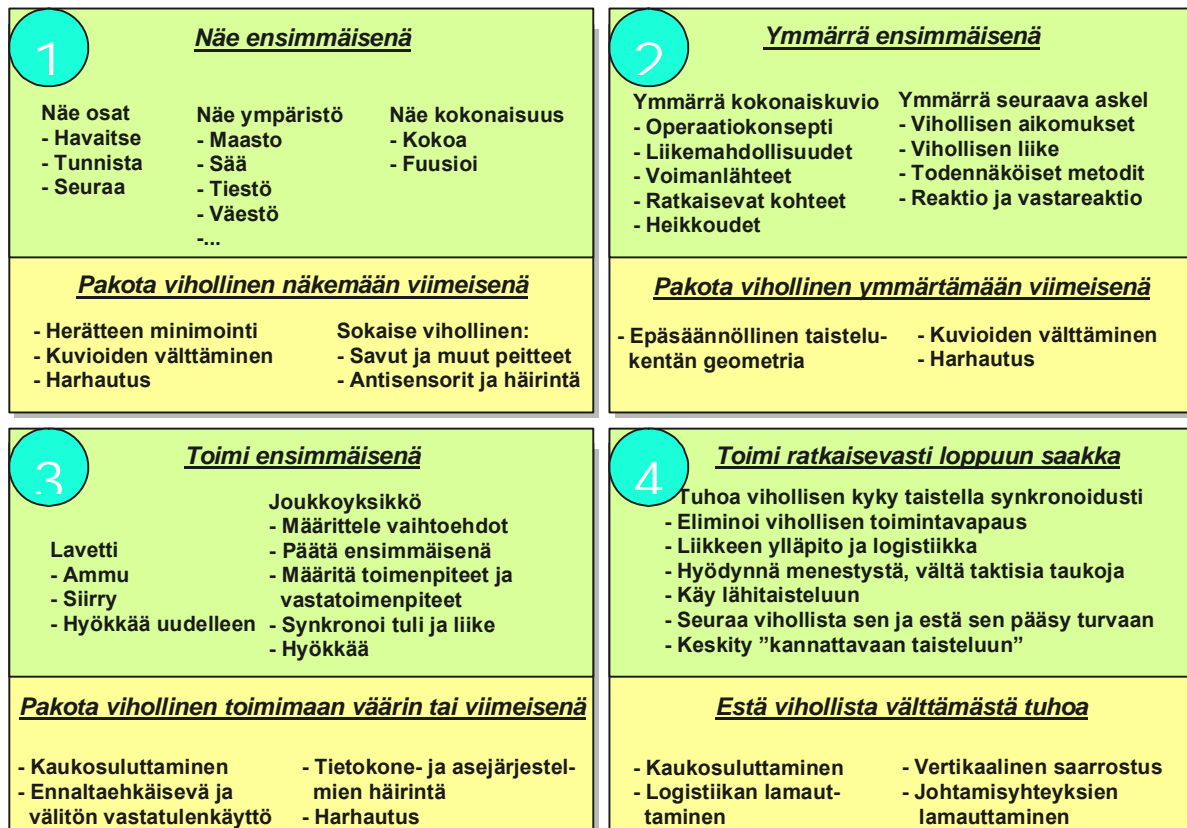 1
Näe ensimmäisenä
Näe osat
- Havaitse
- Tunnista
- Seuraa
Näe ympäristö
- Maasto
- Sää
- Tiestö
- Väestö
-...
Näe kokonaisuus
- Kokoa
- Fuusioi
Pakota vihollinen näkemään viimeisenä
- Herätteen minimointi
- Kuvioiden välttäminen
- Harhautus
Sokaise vihollinen:
- Savut ja muut peitteet
- Antisensorit ja häirintä
2
Ymmärrä ensimmäisenä
Ymmärrä kokonaiskuvio
- Operaatiokonsepti
- Liikemahdollisuudet
- Voimanlähteet
- Ratkaisevat kohteet
- Heikkoudet
Ymmärrä seuraava askel
- Vihollisen aikomukset
- Vihollisen liike
- Todennäköiset metodit
- Reaktio ja vastareaktio
Pakota vihollinen ymmärtämään viimeisenä
- Epäsäännöllinen taistelu-
kentän geometria
- Kuvioiden välttäminen
- Harhautus
3
Toimi ensimmäisenä
Lavetti
- Ammu
- Siirry
- Hyökkää uudelleen
Joukkoyksikkö
- Määrittele vaihtoehdot
- Päätä ensimmäisenä
- Määritä toimenpiteet ja
vastatoimenpiteet
- Synkronoi tuli ja liike
- Hyökkää
Pakota vihollinen toimimaan väärin tai viimeisenä
- Kaukosuluttaminen
- Ennaltaehkäisevä ja
välitön vastatulenkäyttö
- Tietokone- ja asejärjestel-
mien häirintä
- Harhautus
4
Toimi ratkaisevasti loppuun saakka
Tuhoa vihollisen kyky taistella synkronoidusti
- Eliminoi vihollisen toimintavapaus
- Liikkeen ylläpito ja logistiikka
- Hyödynnä menestystä, vältä taktisia taukoja
- Käy lähitaisteluun
- Seuraa vihollista sen ja estä sen pääsy turvaan
- Keskity ”kannattavaan taisteluun”
Estä vihollista välttämästä tuhoa
- Kaukosuluttaminen
- Logistiikan lamaut-
taminen
- Vertikaalinen saarrostus
- Johtamisyhteyksien
lamauttaminen